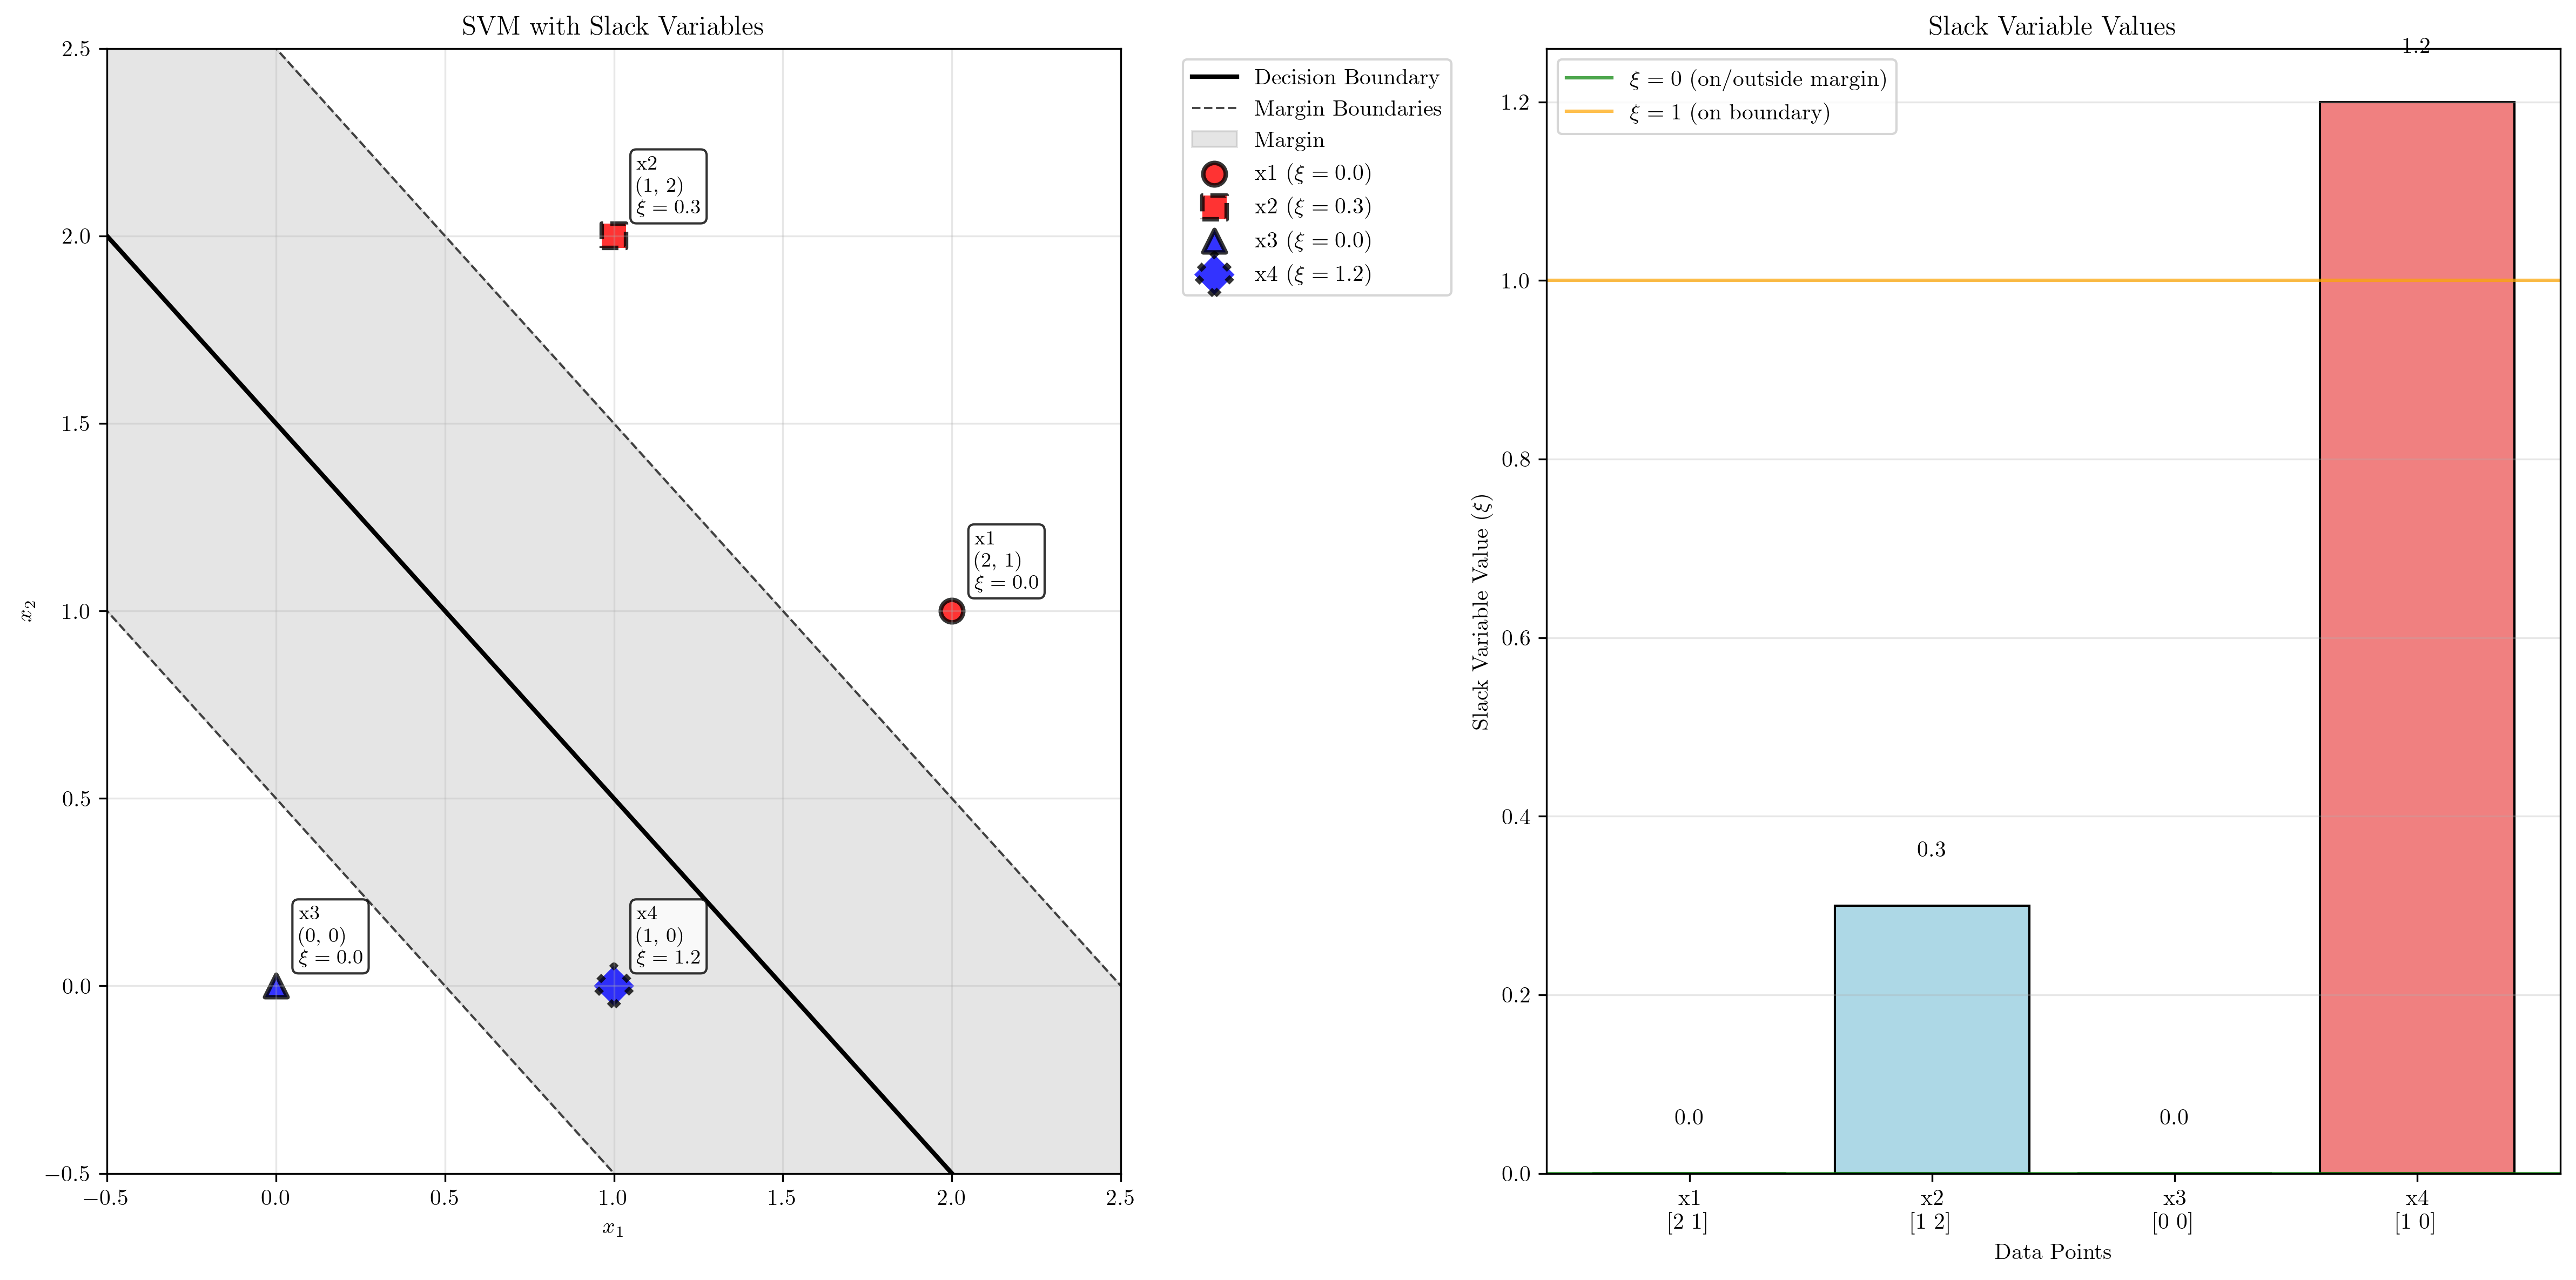 SVM with Slack Variables
2.5
2.0
1.5
1.0
0.5
0.0
−0.5
x₂
−0.5 0.0 0.5 1.0 1.5 2.0 2.5
x₁
x2
(1, 2)
ξ = 0.3
x1
(2, 1)
ξ = 0.0
x3
(0, 0)
ξ = 0.0
x4
(1, 0)
ξ = 1.2
Decision Boundary
Margin Boundaries
Margin
x1 (ξ = 0.0)
x2 (ξ = 0.3)
x3 (ξ = 0.0)
x4 (ξ = 1.2)
Slack Variable Values
ξ = 0 (on/outside margin)
ξ = 1 (on boundary)
1.2
1.0
0.8
0.6
0.4
0.2
0.0
Slack Variable Value (ξ)
0.0
0.3
0.0
1.2
x1 x2 x3 x4
[2 1] [1 2] [0 0] [1 0]
Data Points